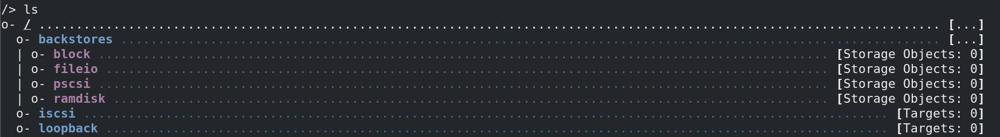 /> ls
o- / ......................................................................................................................... [...]
  o- backstores .............................................................................................................. [...]
  | o- block .................................................................................................. [Storage Objects: 0]
  | o- fileio ................................................................................................. [Storage Objects: 0]
  | o- pscsi .................................................................................................. [Storage Objects: 0]
  | o- ramdisk ................................................................................................ [Storage Objects: 0]
  o- iscsi ............................................................................................................ [Targets: 0]
  o- loopback ......................................................................................................... [Targets: 0]